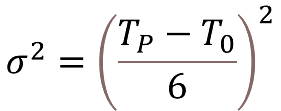 σ² = ((T_P − T_0) / 6)²